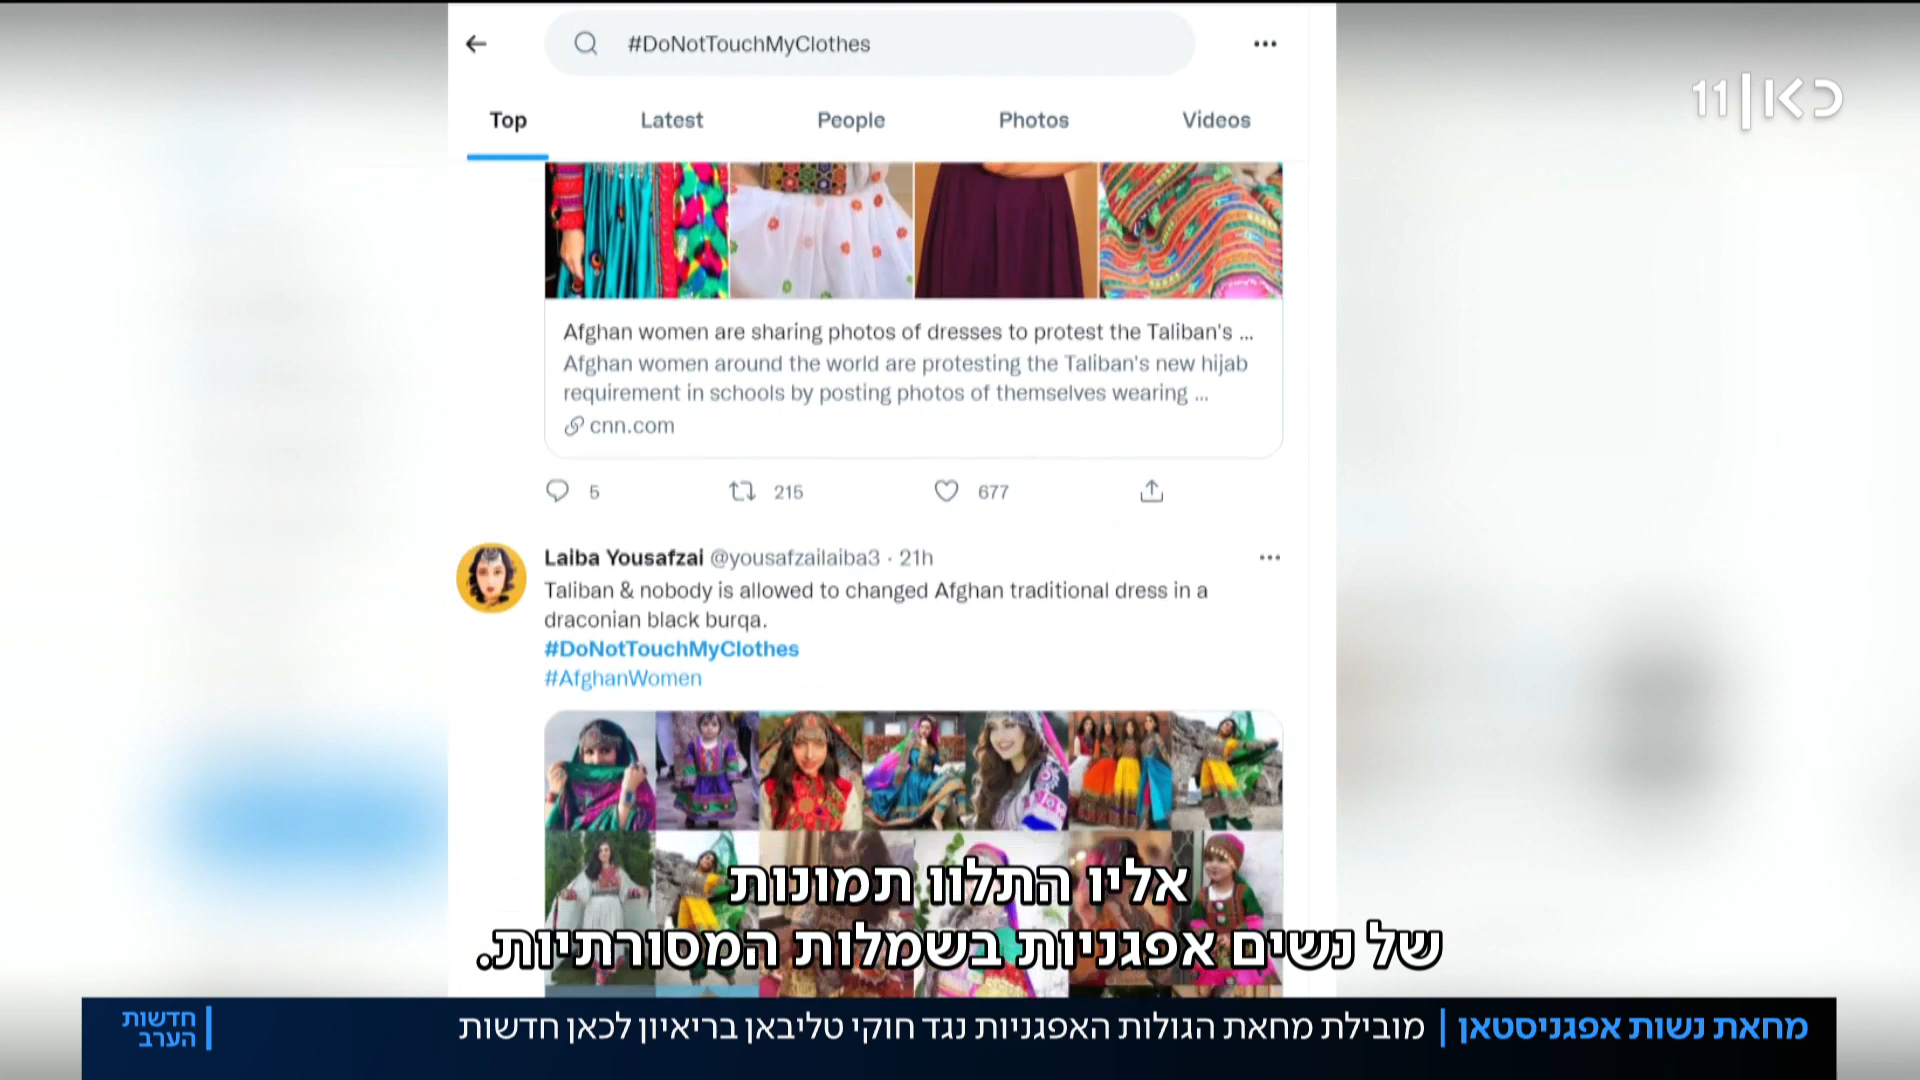 #DoNotTouchMyClothes
כאן|11
Top Latest People Photos Videos
Afghan women are sharing photos of dresses to protest the Taliban's ...
Afghan women around the world are protesting the Taliban's new hijab
requirement in schools by posting photos of themselves wearing ...
cnn.com
5 215 677
Laiba Yousafzai @yousafzailaiba3 · 21h
Taliban & nobody is allowed to changed Afghan traditional dress in a
draconian black burqa.
#DoNotTouchMyClothes
#AfghanWomen
אליו התלוו תמונות
של נשים אפגניות בשמלות המסורתיות.
מחאת נשות אפגניסטאן | מובילת מחאת הגולות האפגניות נגד חוקי טליבאן בריאיון לכאן חדשות
חדשות
הערב